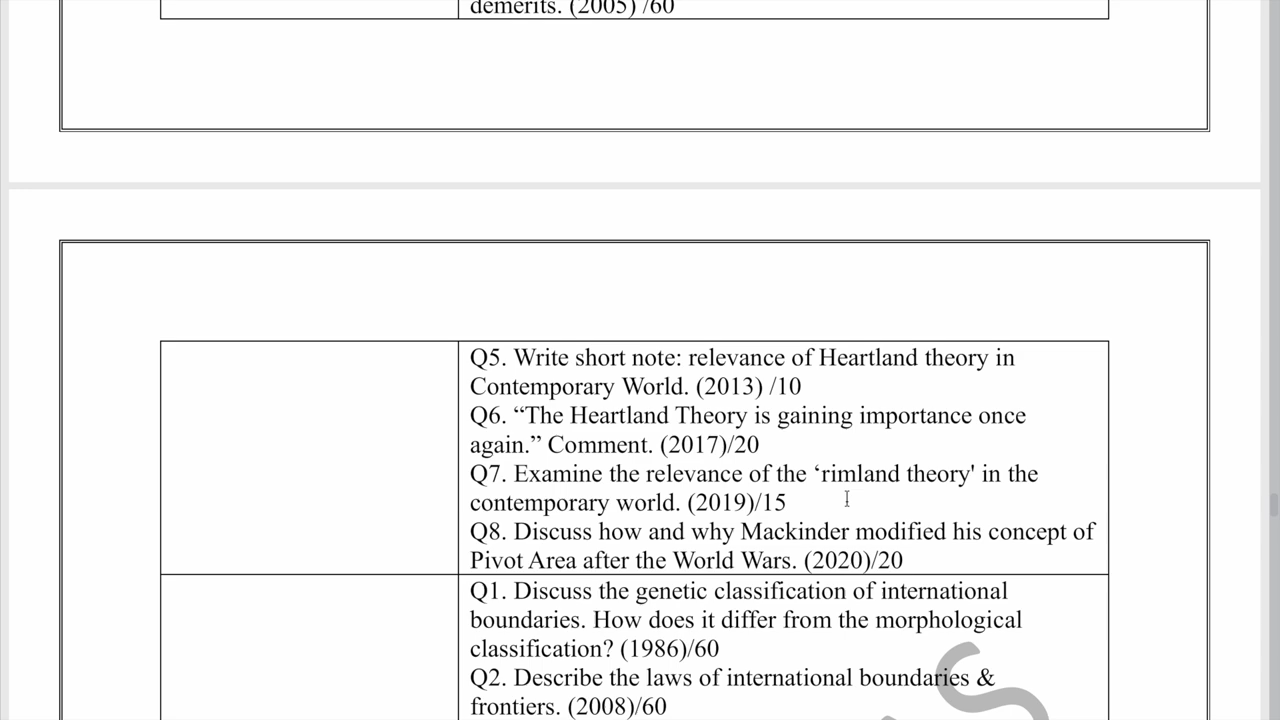 demerits. (2005) /60
Q5. Write short note: relevance of Heartland theory in
Contemporary World. (2013) /10
Q6. “The Heartland Theory is gaining importance once
again.” Comment. (2017)/20
Q7. Examine the relevance of the ‘rimland theory' in the
contemporary world. (2019)/15
Q8. Discuss how and why Mackinder modified his concept of
Pivot Area after the World Wars. (2020)/20
Q1. Discuss the genetic classification of international
boundaries. How does it differ from the morphological
classification? (1986)/60
Q2. Describe the laws of international boundaries &
frontiers. (2008)/60